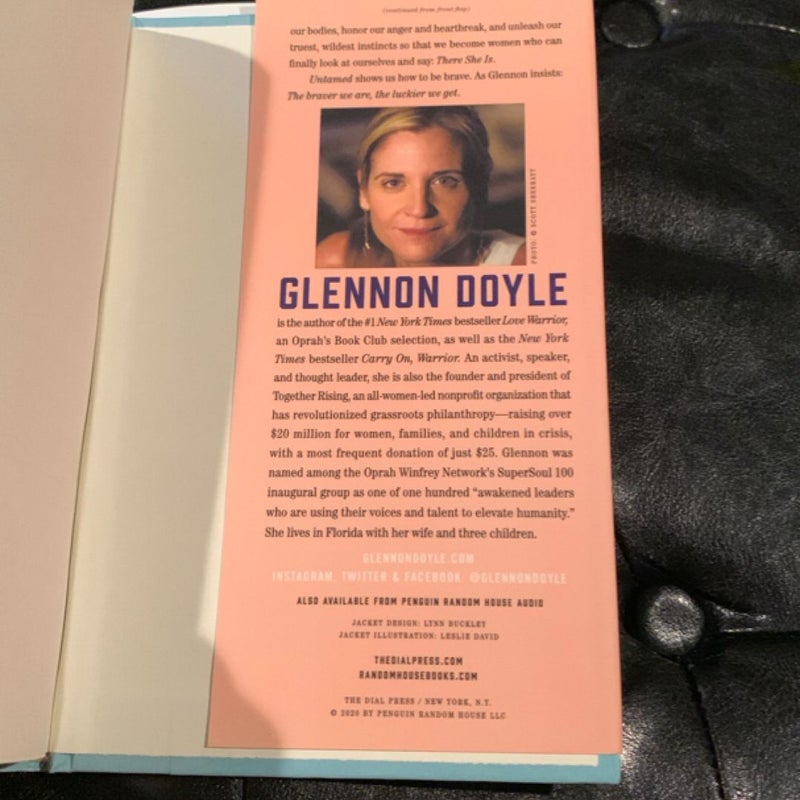 (continued from front flap)
our bodies, honor our anger and heartbreak, and unleash our
truest, wildest instincts so that we become women who can
finally look at ourselves and say: There She Is.
Untamed shows us how to be brave. As Glennon insists:
The braver we are, the luckier we get.
PHOTO: © SCOTT SHERRATT
GLENNON DOYLE
is the author of the #1 New York Times bestseller Love Warrior,
an Oprah's Book Club selection, as well as the New York
Times bestseller Carry On, Warrior. An activist, speaker,
and thought leader, she is also the founder and president of
Together Rising, an all-women-led nonprofit organization that
has revolutionized grassroots philanthropy—raising over
$20 million for women, families, and children in crisis,
with a most frequent donation of just $25. Glennon was
named among the Oprah Winfrey Network's SuperSoul 100
inaugural group as one of one hundred “awakened leaders
who are using their voices and talent to elevate humanity.”
She lives in Florida with her wife and three children.
GLENNONDOYLE.COM
INSTAGRAM, TWITTER & FACEBOOK: @GLENNONDOYLE
ALSO AVAILABLE FROM PENGUIN RANDOM HOUSE AUDIO
JACKET DESIGN: LYNN BUCKLEY
JACKET ILLUSTRATION: LESLIE DAVID
THEDIALPRESS.COM
RANDOMHOUSEBOOKS.COM
THE DIAL PRESS / NEW YORK, N.Y.
© 2020 BY PENGUIN RANDOM HOUSE LLC